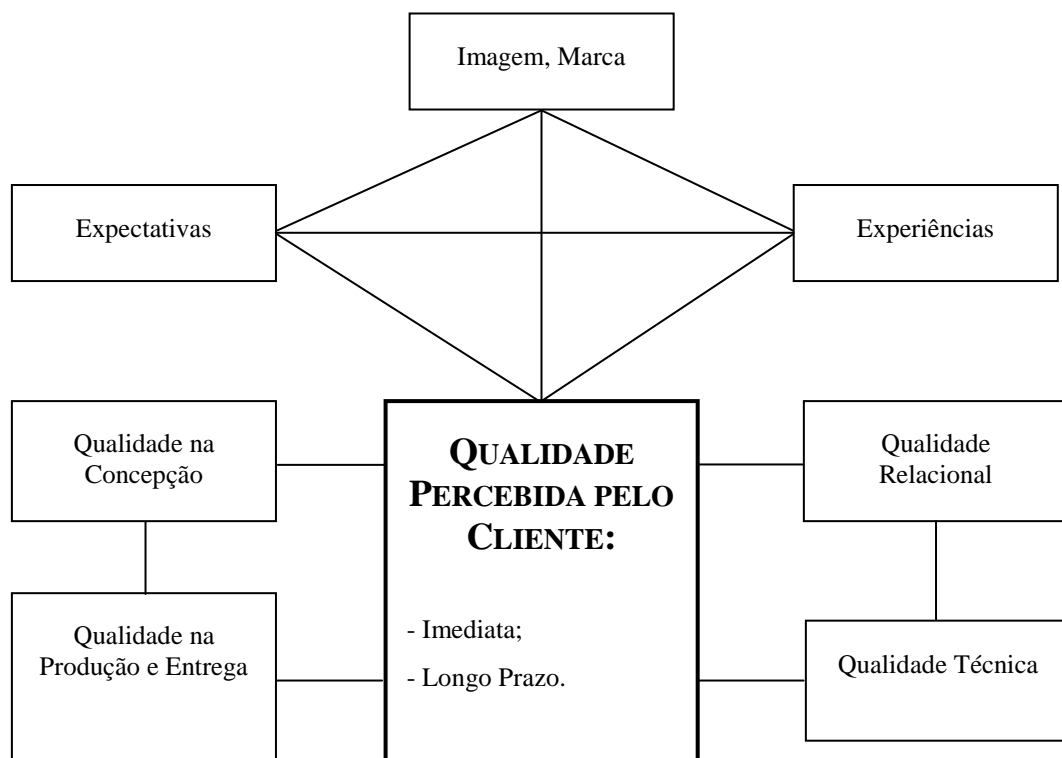 Imagem, Marca
Expectativas
Experiências
Qualidade na
Concepção
QUALIDADE
PERCEBIDA PELO
CLIENTE:
Qualidade
Relacional
Qualidade na
Produção e Entrega
- Imediata;
- Longo Prazo.
Qualidade Técnica